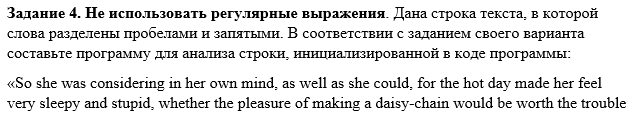 Задание 4. Не использовать регулярные выражения. Дана строка текста, в которой
слова разделены пробелами и запятыми. В соответствии с заданием своего варианта
составьте программу для анализа строки, инициализированной в коде программы:
«So she was considering in her own mind, as well as she could, for the hot day made her feel
very sleepy and stupid, whether the pleasure of making a daisy-chain would be worth the trouble